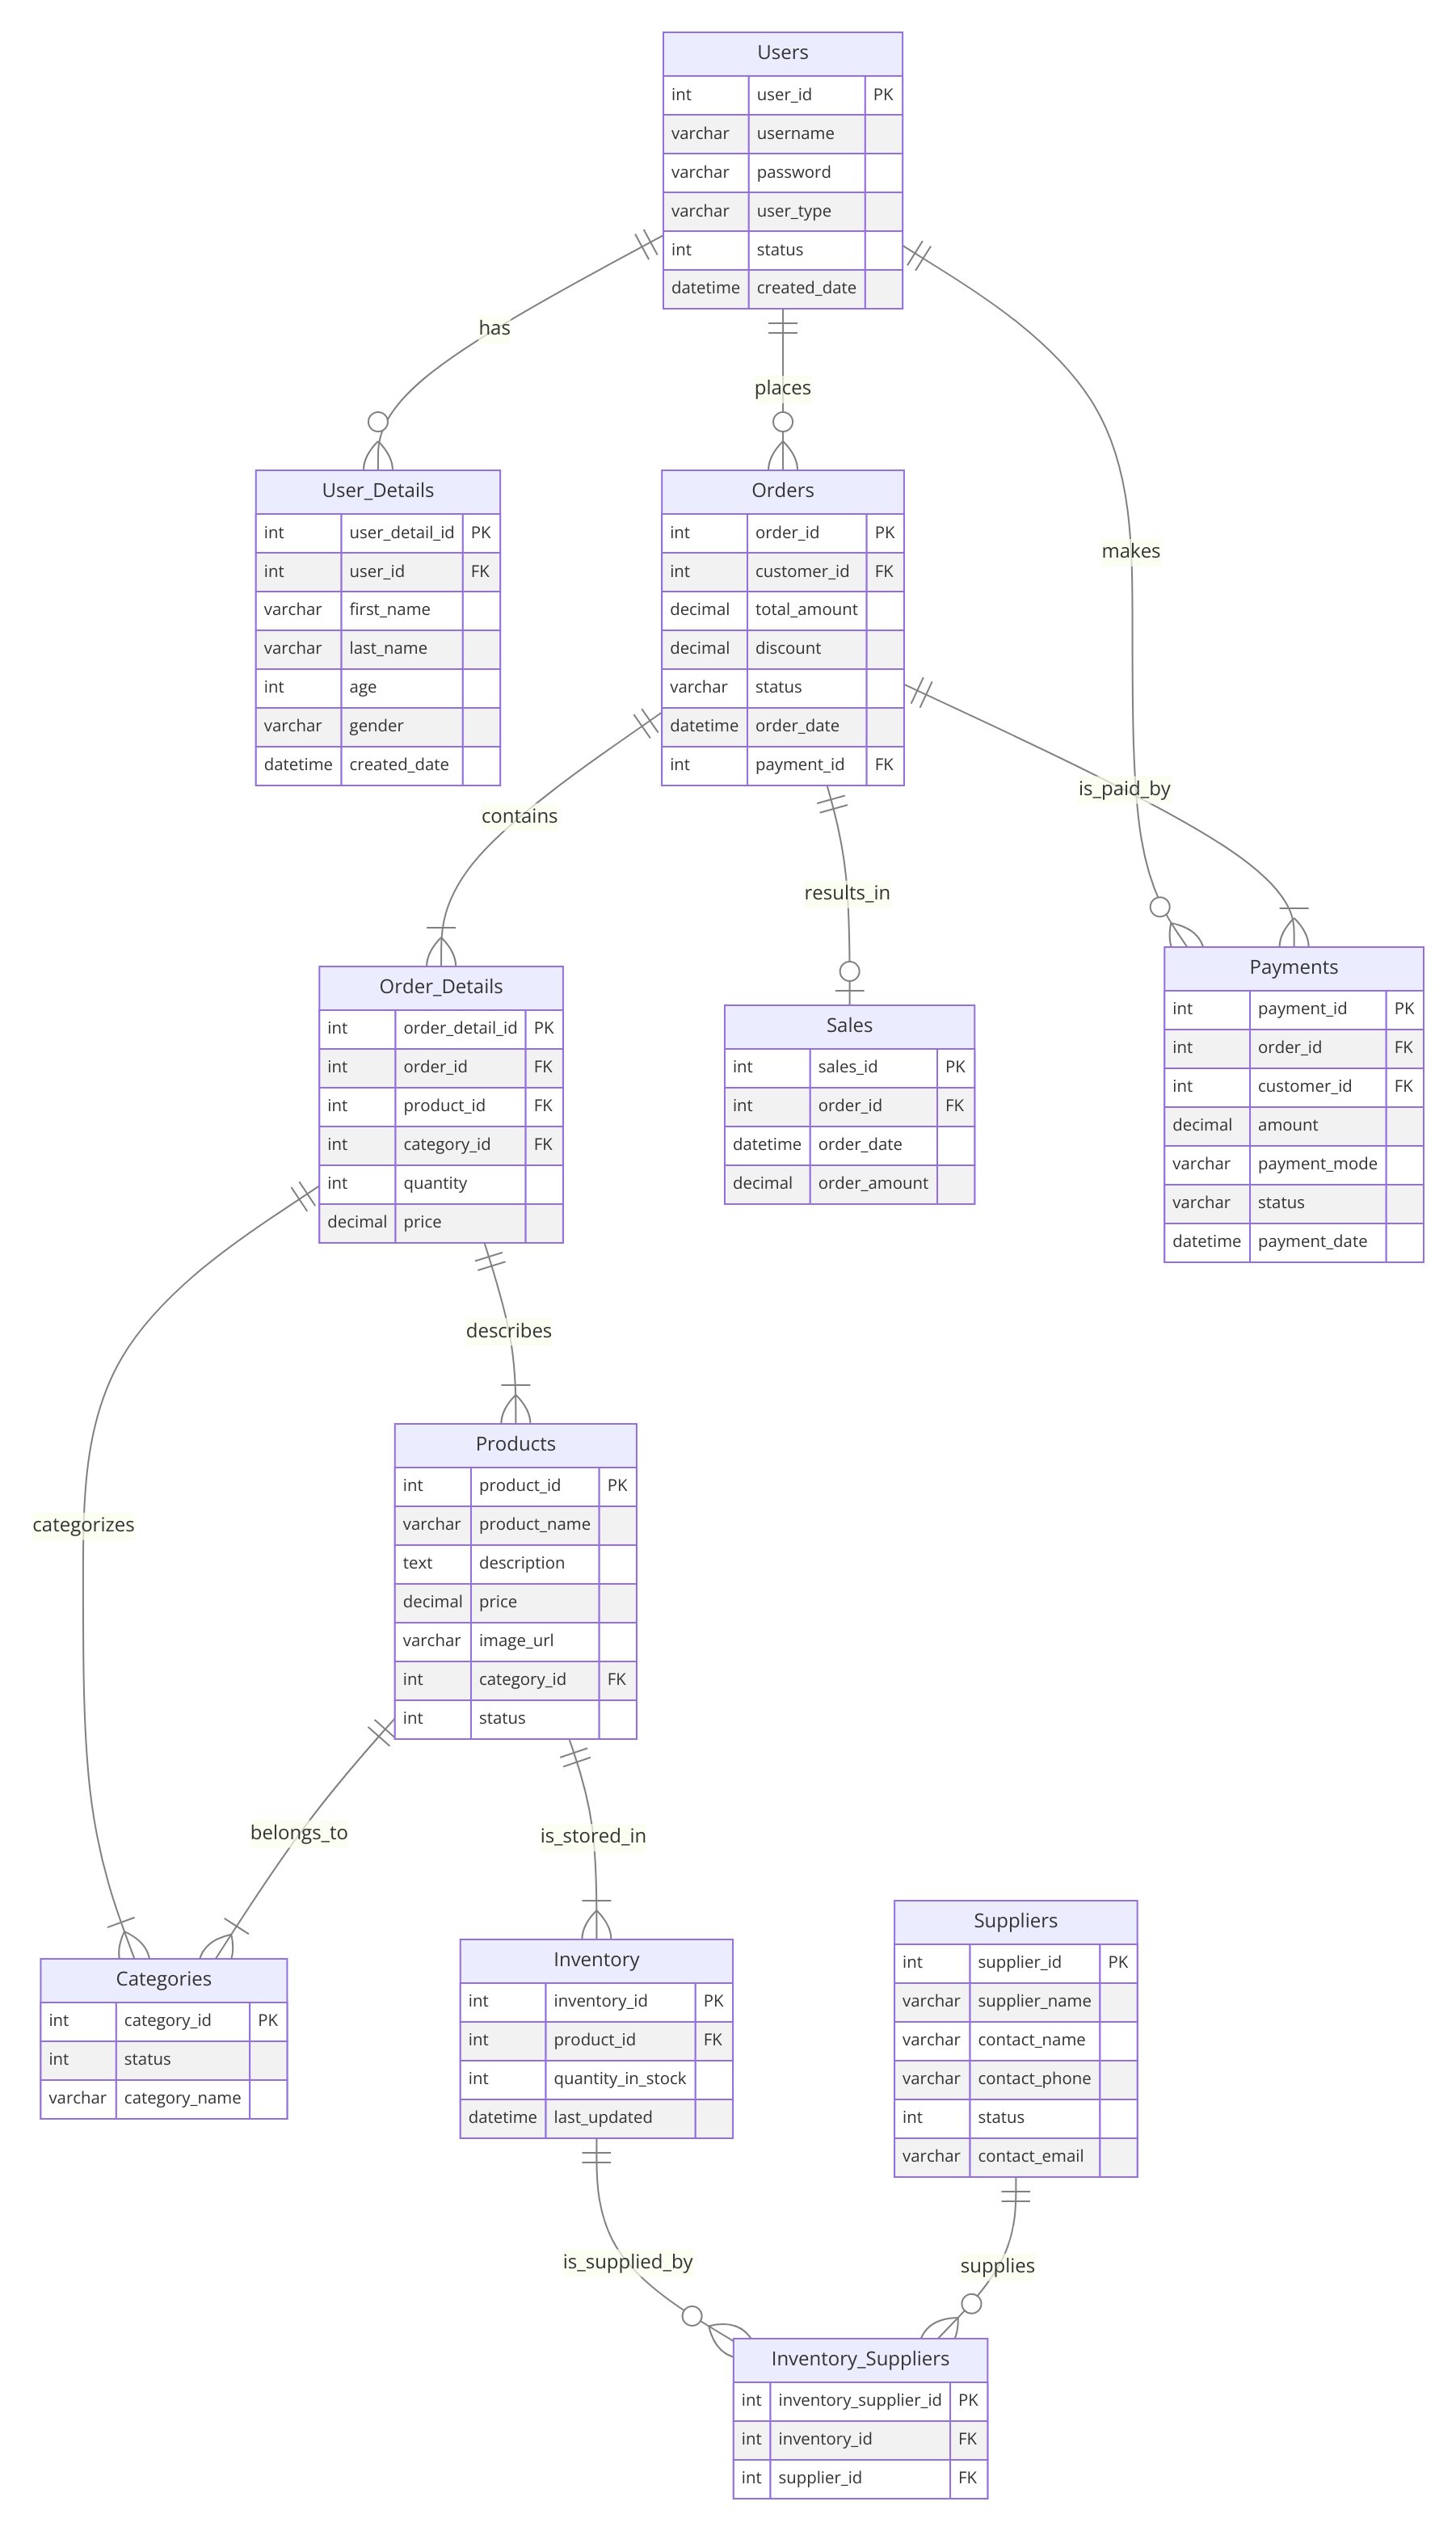 Users
int user_id PK
varchar username
varchar password
varchar user_type
int status
datetime created_date
has
places
makes
User_Details
int user_detail_id PK
int user_id FK
varchar first_name
varchar last_name
int age
varchar gender
datetime created_date
Orders
int order_id PK
int customer_id FK
decimal total_amount
decimal discount
varchar status
datetime order_date
int payment_id FK
is_paid_by
contains
results_in
Order_Details
int order_detail_id PK
int order_id FK
int product_id FK
int category_id FK
int quantity
decimal price
Sales
int sales_id PK
int order_id FK
datetime order_date
decimal order_amount
Payments
int payment_id PK
int order_id FK
int customer_id FK
decimal amount
varchar payment_mode
varchar status
datetime payment_date
describes
categorizes
Products
int product_id PK
varchar product_name
text description
decimal price
varchar image_url
int category_id FK
int status
belongs_to
is_stored_in
Categories
int category_id PK
int status
varchar category_name
Inventory
int inventory_id PK
int product_id FK
int quantity_in_stock
datetime last_updated
Suppliers
int supplier_id PK
varchar supplier_name
varchar contact_name
varchar contact_phone
int status
varchar contact_email
is_supplied_by
supplies
Inventory_Suppliers
int inventory_supplier_id PK
int inventory_id FK
int supplier_id FK